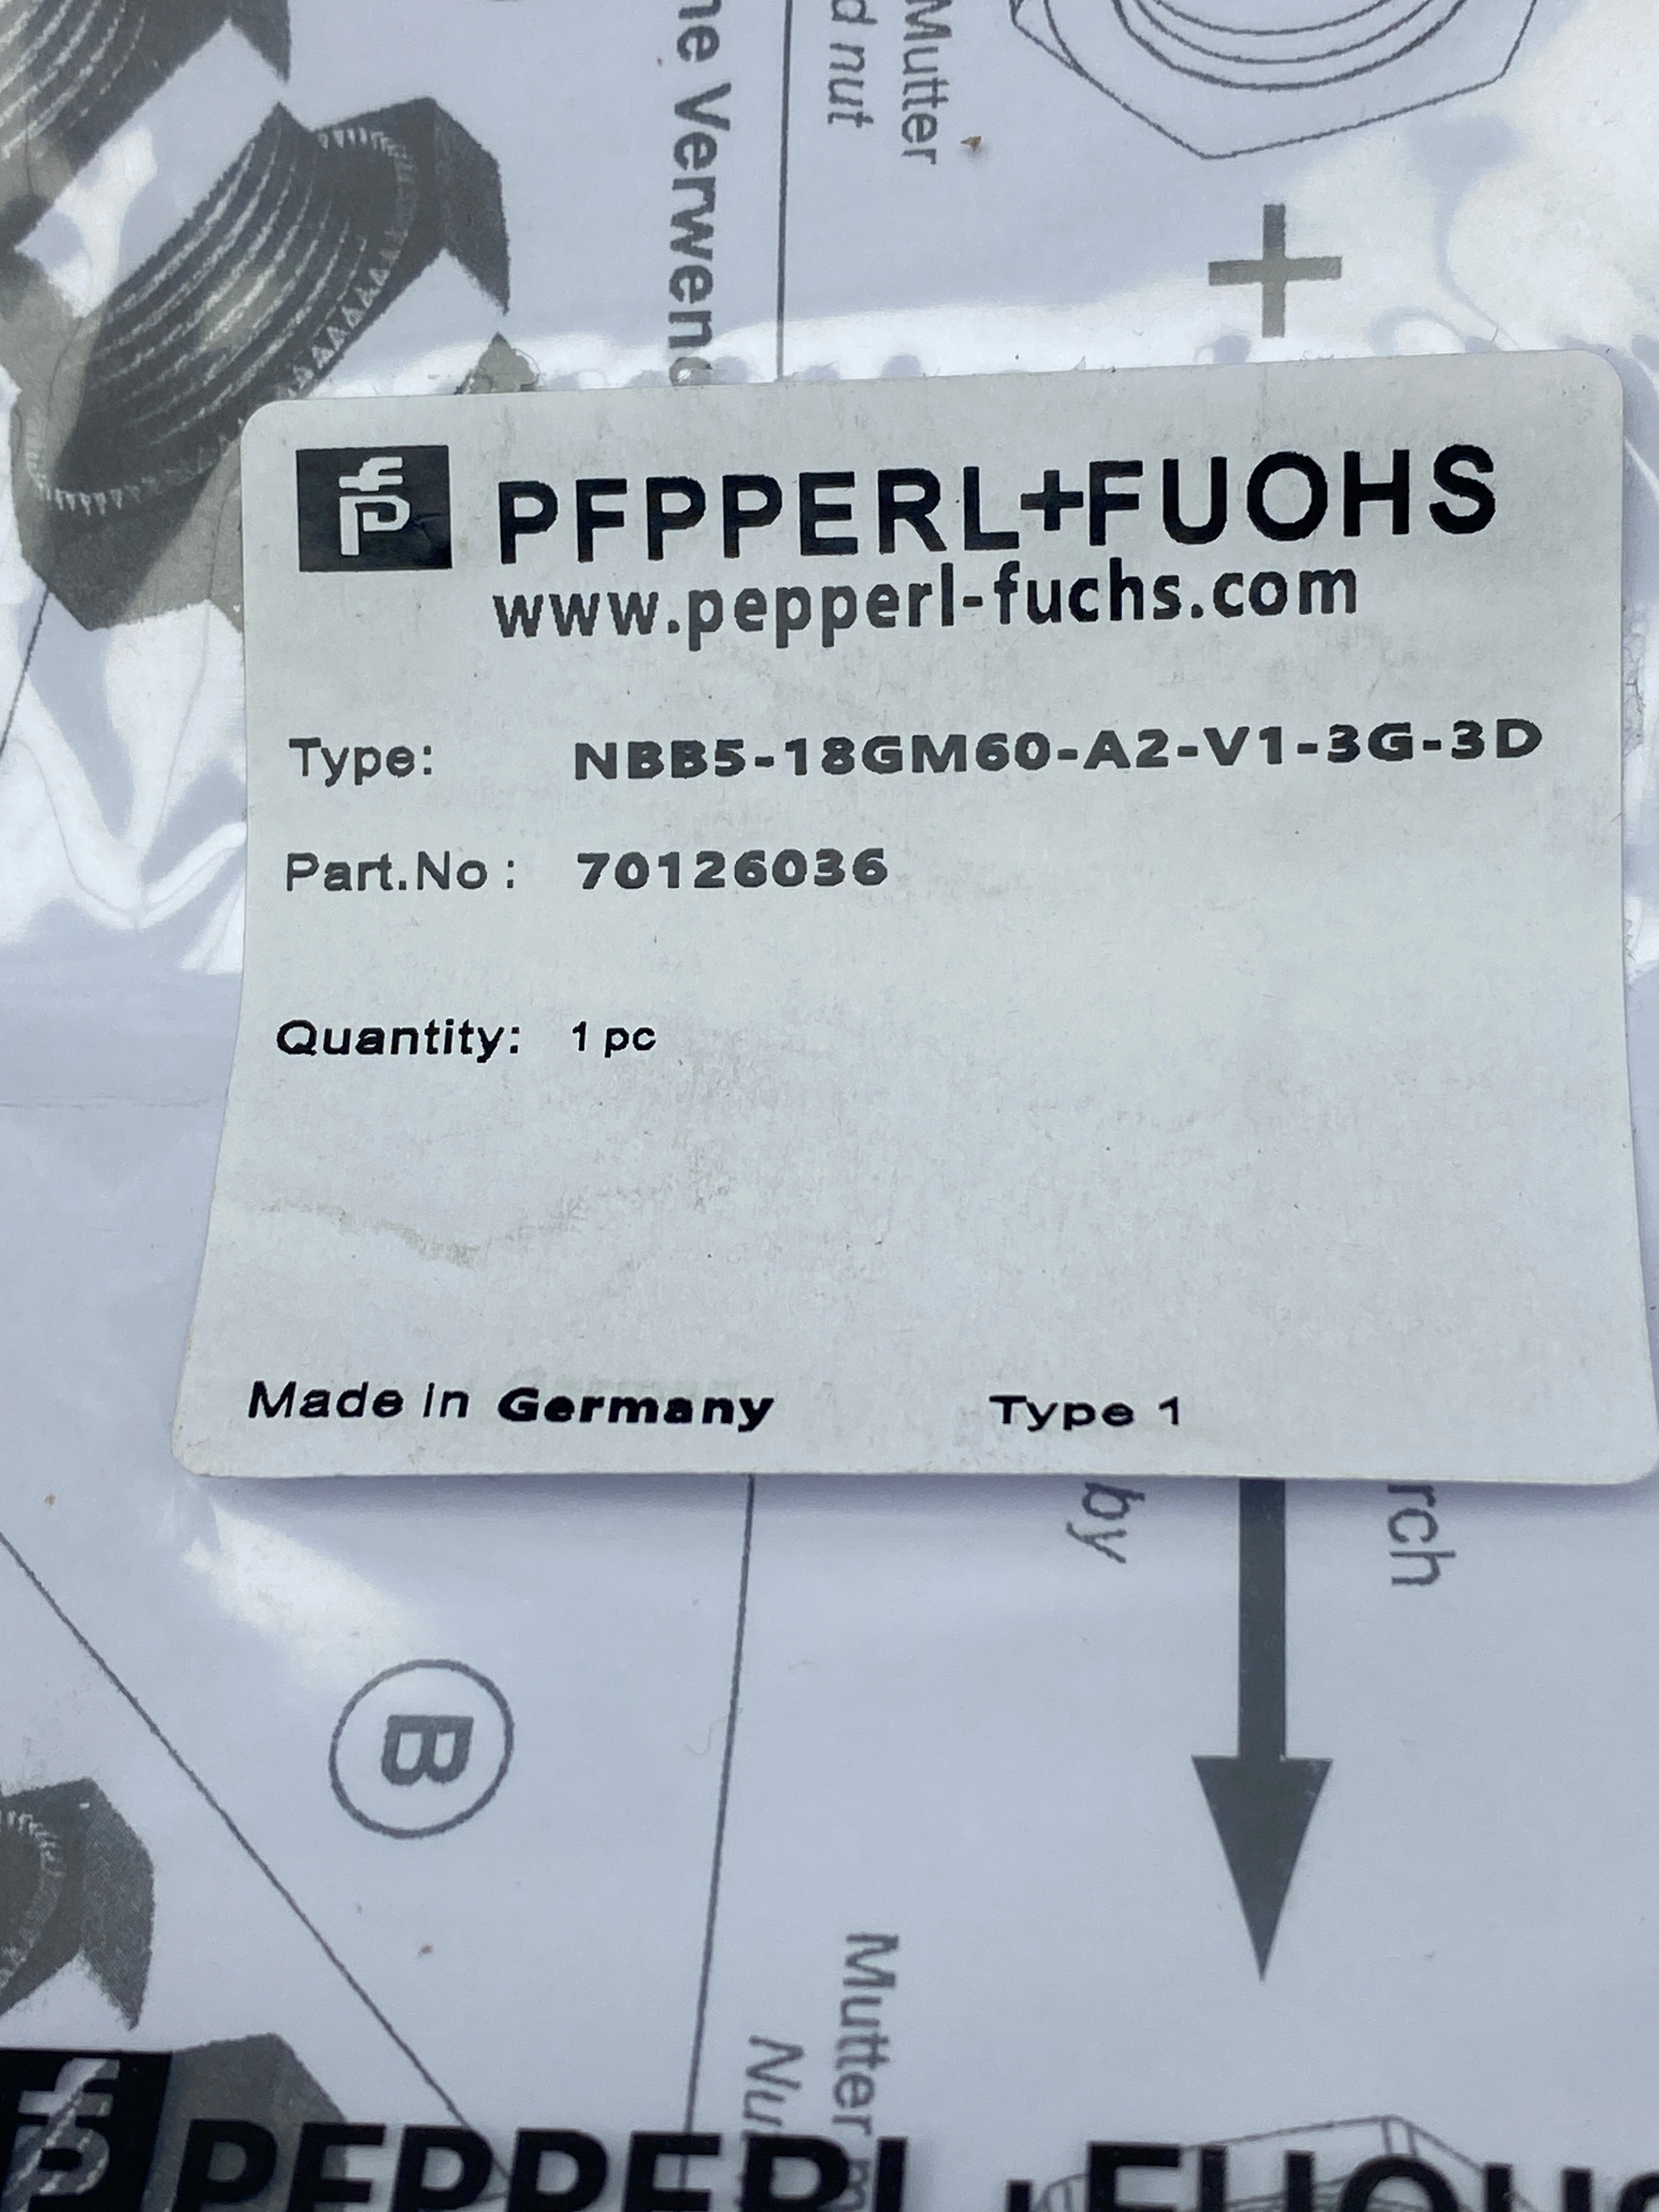 d nut
Mutter
ne Verwend
+
fp
PFPPERL+FUOHS
www.pepperl-fuchs.com
Type: NBB5-18GM60-A2-V1-3G-3D
Part.No: 70126036
Quantity: 1 pc
Made in Germany Type 1
by
rch
B
Mutter
Nu